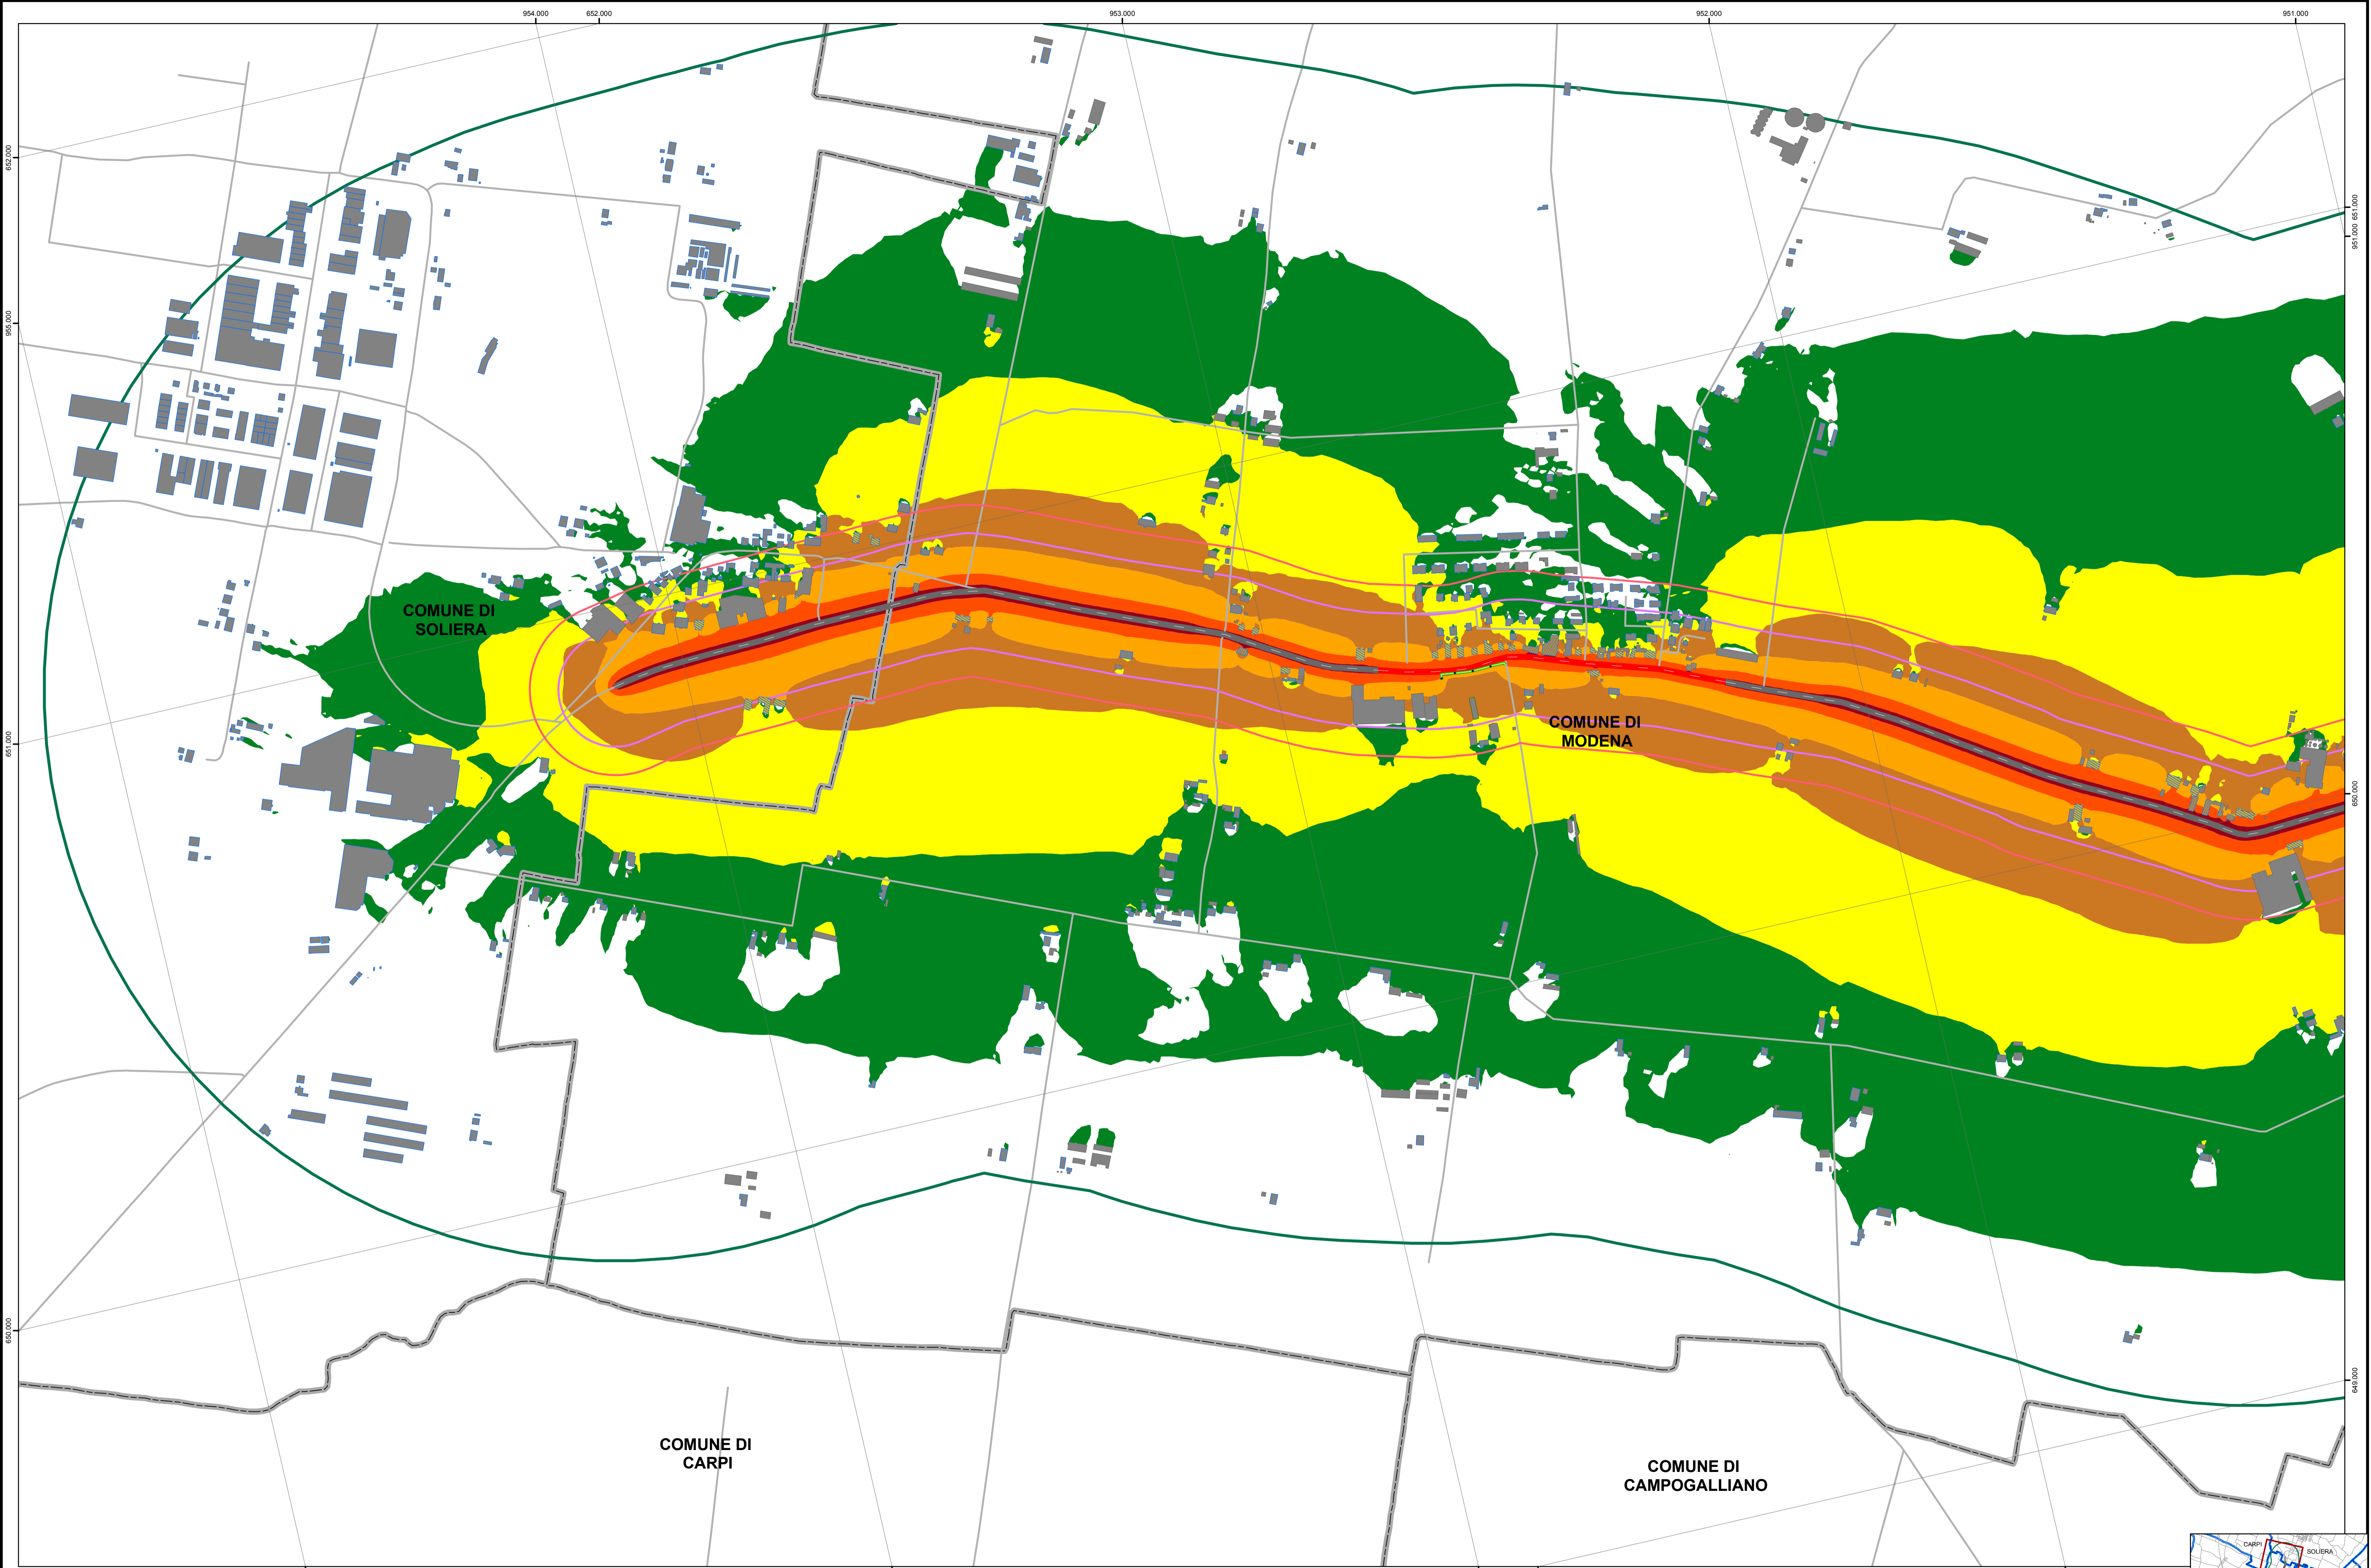 954.000
652.000
953.000
952.000
951.000
652.000
955.000
651.000
650.000
651.000
951.000
650.000
649.000
COMUNE DI
SOLIERA
COMUNE DI
MODENA
COMUNE DI
CARPI
COMUNE DI
CAMPOGALLIANO
CARPI
SOLIERA